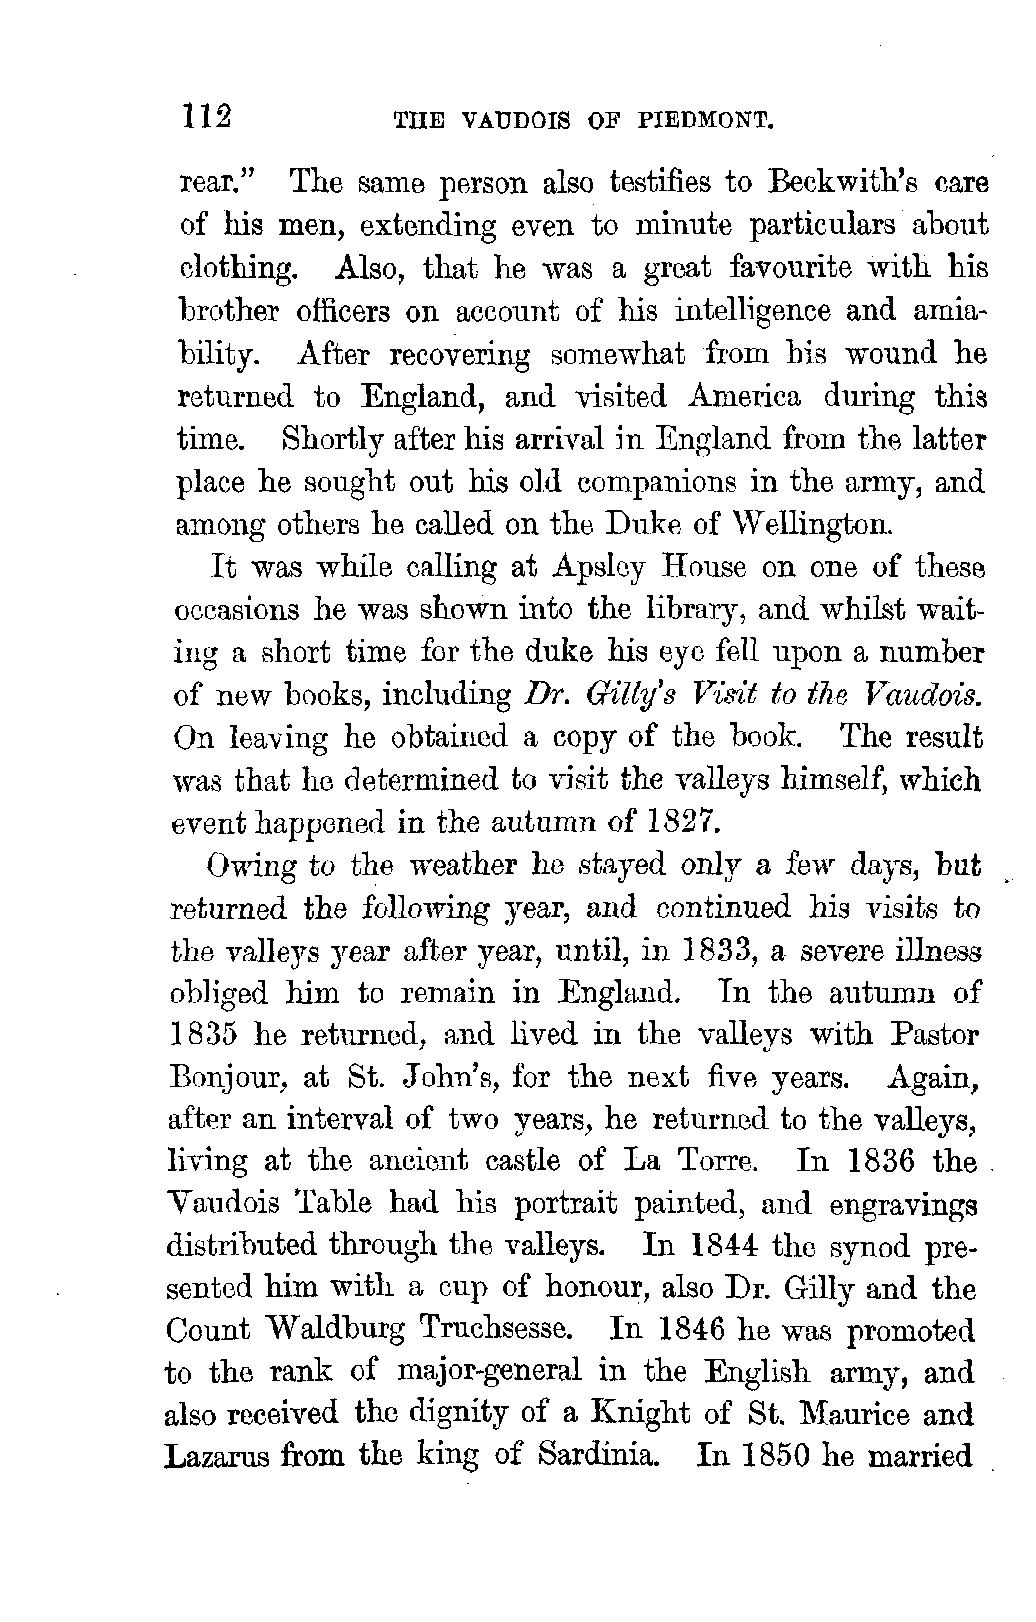 112 THE VAUDOIS OF PIEDMONT.
rear.” The same person also testifies to Beckwith’s care
of his men, extending even to minute particulars about
clothing. Also, that he was a great favourite with his
brother officers on account of his intelligence and amia-
bility. After recovering somewhat from his wound he
returned to England, and visited America during this
time. Shortly after his arrival in England from the latter
place he sought out his old companions in the army, and
among others he called on the Duke of Wellington.
It was while calling at Apsley House on one of these
occasions he was shown into the library, and whilst wait-
ing a short time for the duke his eye fell upon a number
of new books, including Dr. Gilly’s Visit to the Vaudois.
On leaving he obtained a copy of the book. The result
was that he determined to visit the valleys himself, which
event happened in the autumn of 1827.
Owing to the weather he stayed only a few days, but
returned the following year, and continued his visits to
the valleys year after year, until, in 1833, a severe illness
obliged him to remain in England. In the autumn of
1835 he returned, and lived in the valleys with Pastor
Bonjour, at St. John’s, for the next five years. Again,
after an interval of two years, he returned to the valleys,
living at the ancient castle of La Torre. In 1836 the
Vaudois Table had his portrait painted, and engravings
distributed through the valleys. In 1844 the synod pre-
sented him with a cup of honour, also Dr. Gilly and the
Count Waldburg Truchsesse. In 1846 he was promoted
to the rank of major-general in the English army, and
also received the dignity of a Knight of St. Maurice and
Lazarus from the king of Sardinia. In 1850 he married